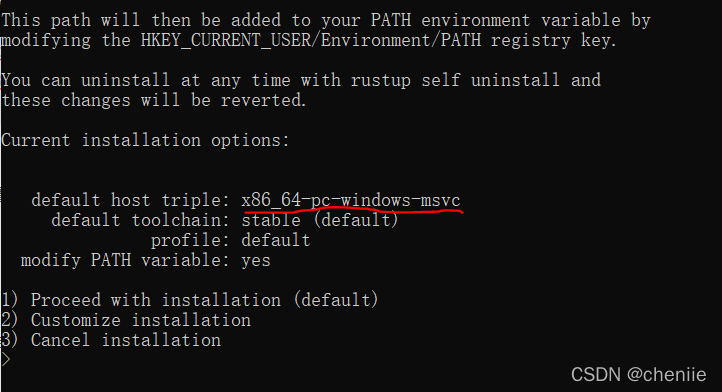 This path will then be added to your PATH environment variable by
modifying the HKEY_CURRENT_USER/Environment/PATH registry key.
You can uninstall at any time with rustup self uninstall and
these changes will be reverted.
Current installation options:
default host triple: x86_64-pc-windows-msvc
default toolchain: stable (default)
profile: default
modify PATH variable: yes
1) Proceed with installation (default)
2) Customize installation
3) Cancel installation
>
CSDN @cheniie